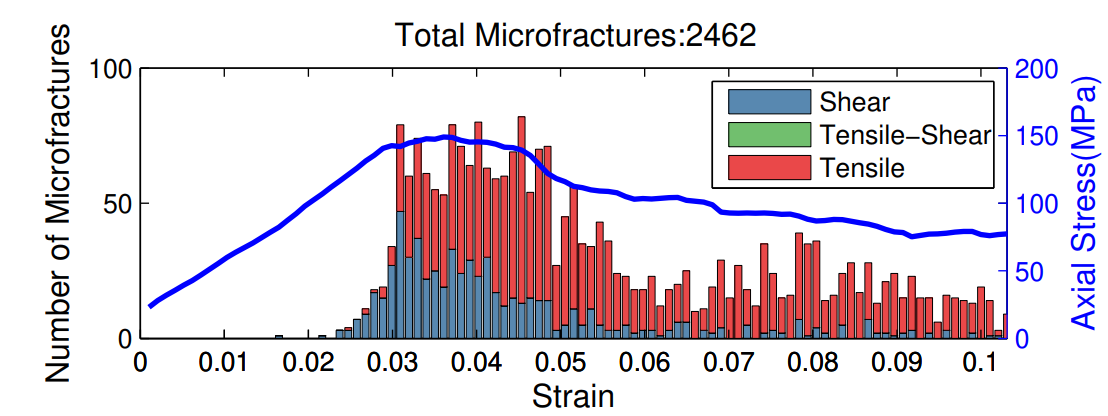 Total Microfractures:2462
Number of Microfractures
100
50
0
Shear
Tensile-Shear
Tensile
200
150
100
50
0
Axial Stress(MPa)
0 0.01 0.02 0.03 0.04 0.05 0.06 0.07 0.08 0.09 0.1
Strain